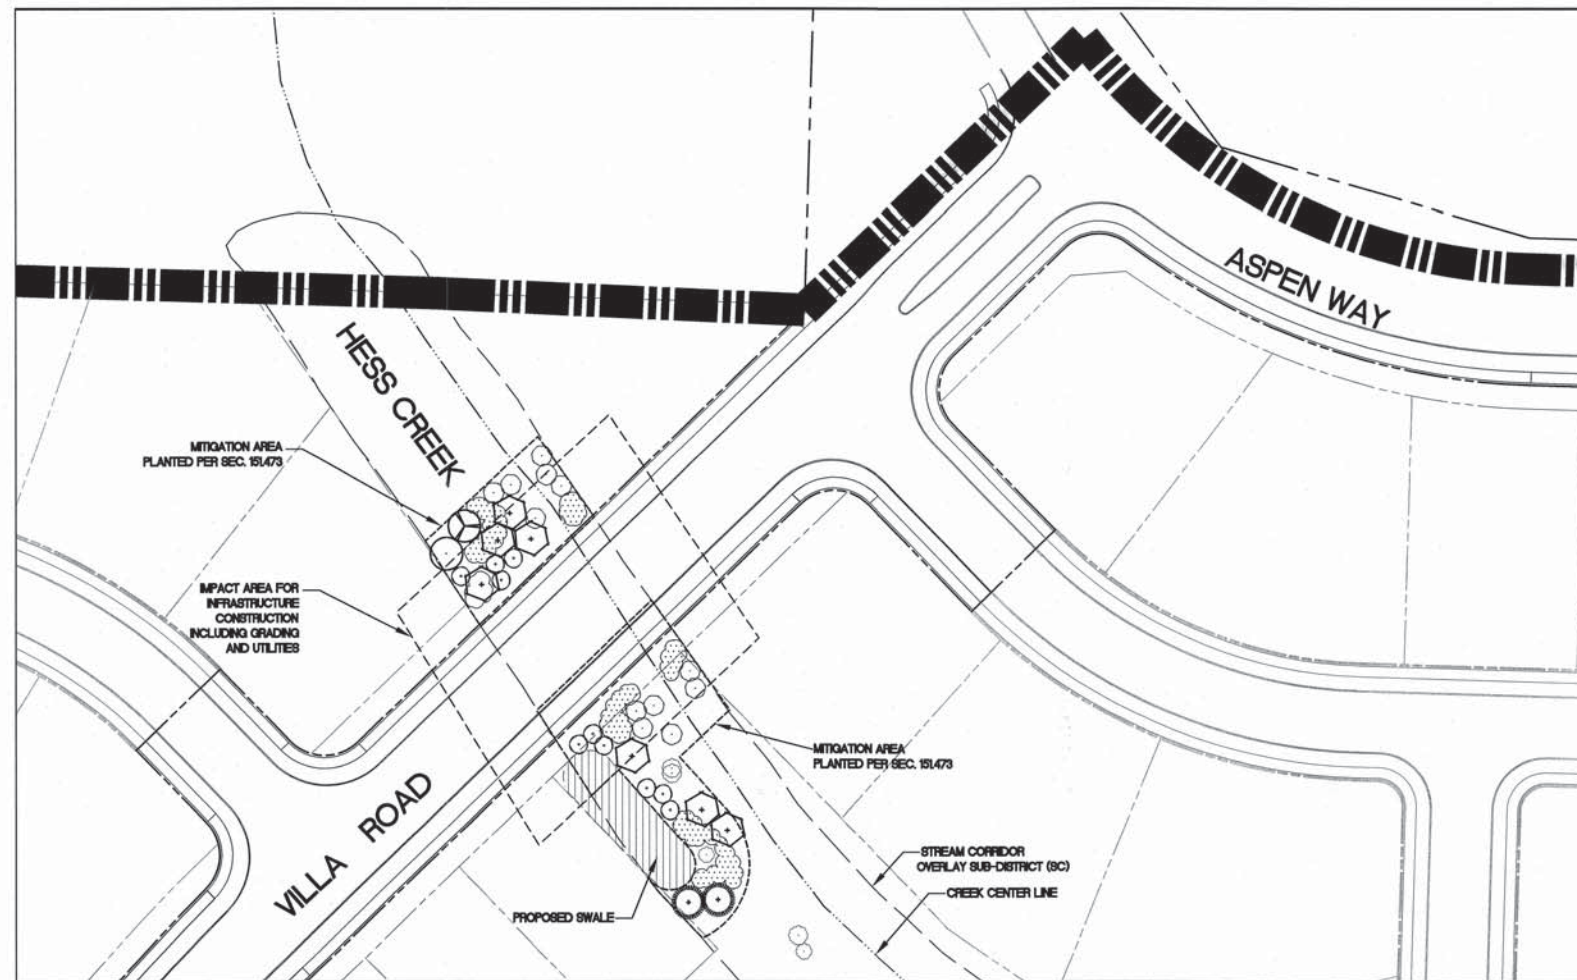 ASPEN WAY
HESS CREEK
MITIGATION AREA
PLANTED PER SEC. 151.473
IMPACT AREA FOR
INFRASTRUCTURE
CONSTRUCTION
INCLUDING GRADING
AND UTILITIES
MITIGATION AREA
PLANTED PER SEC. 151.473
VILLA ROAD
STREAM CORRIDOR
OVERLAY SUB-DISTRICT (SC)
CREEK CENTER LINE
PROPOSED SWALE